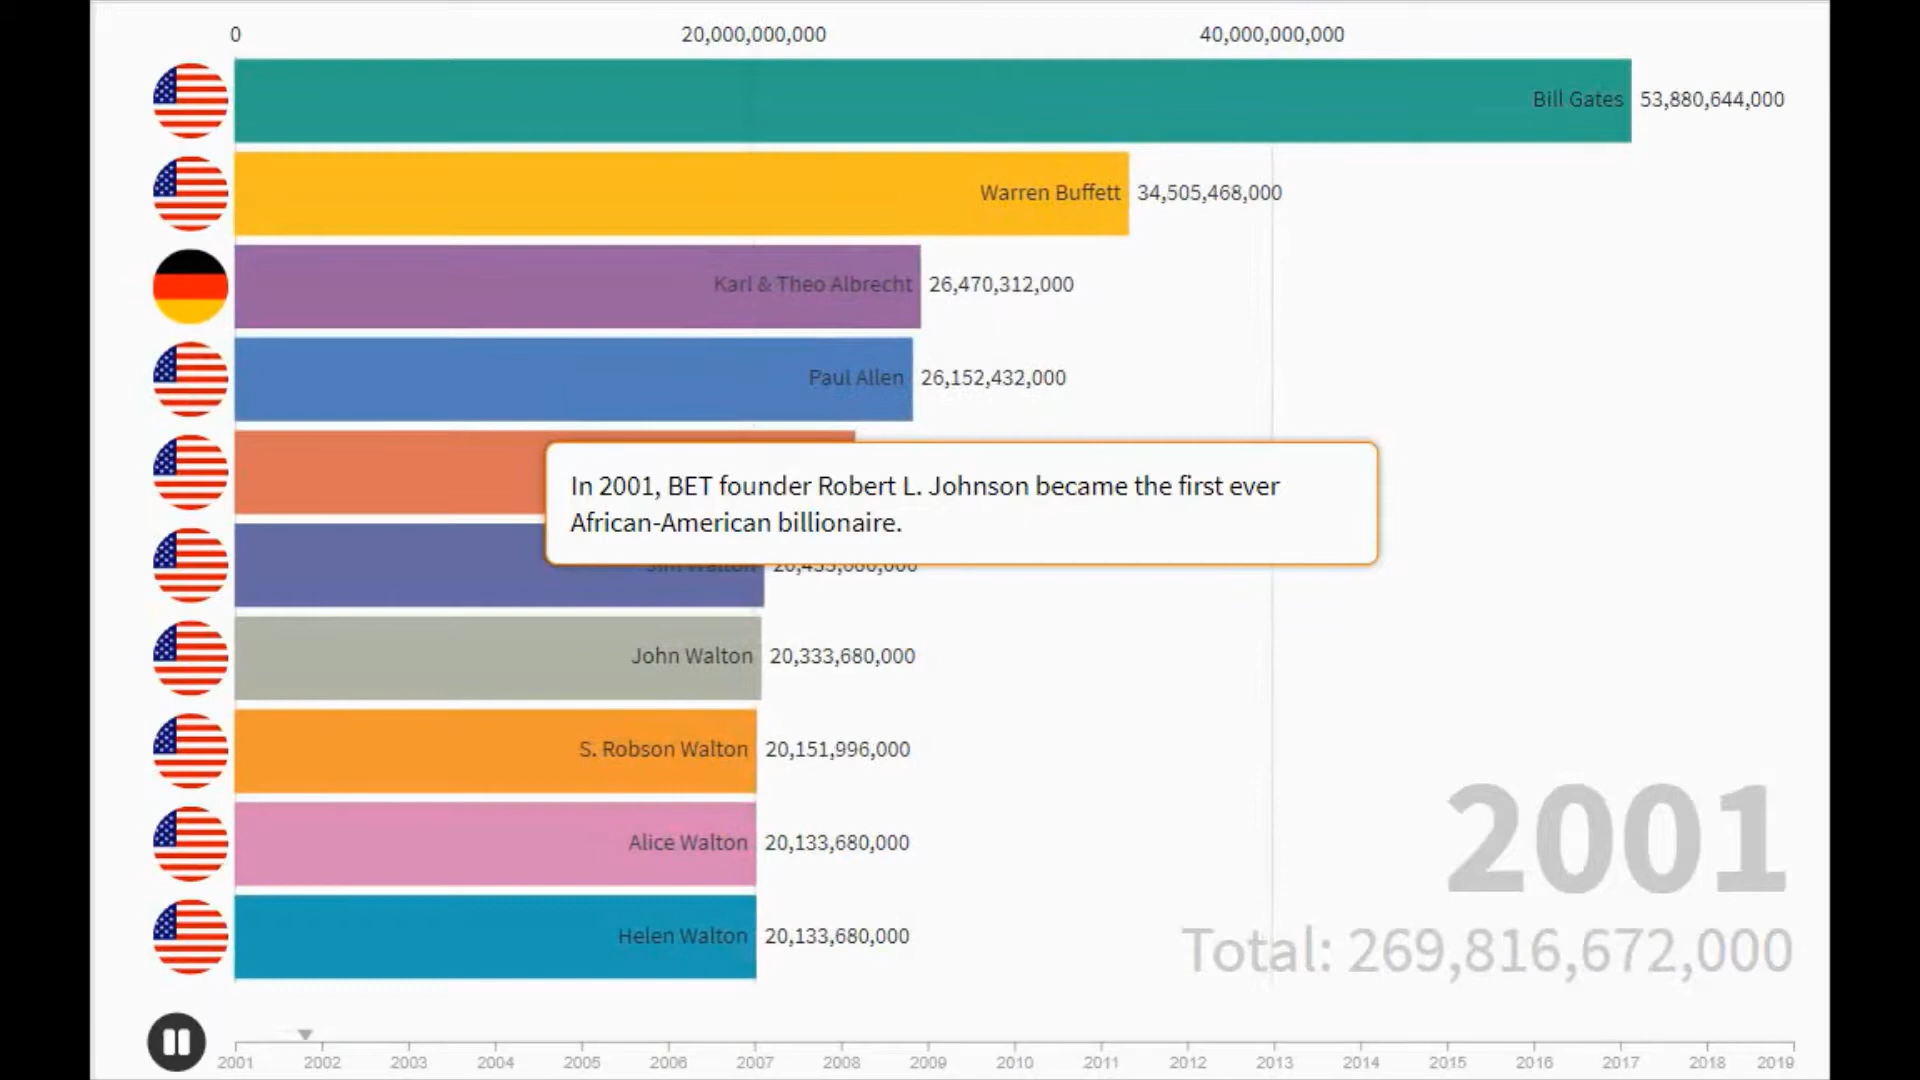 0 20,000,000,000 40,000,000,000
Bill Gates 53,880,644,000
Warren Buffett 34,505,468,000
Karl & Theo Albrecht 26,470,312,000
Paul Allen 26,152,432,000
In 2001, BET founder Robert L. Johnson became the first ever
African-American billionaire.
Jim Walton
John Walton 20,333,680,000
S. Robson Walton 20,151,996,000
Alice Walton 20,133,680,000
Helen Walton 20,133,680,000
2001
Total: 269,816,672,000
2001 2002 2003 2004 2005 2006 2007 2008 2009 2010 2011 2012 2013 2014 2015 2016 2017 2018 2019